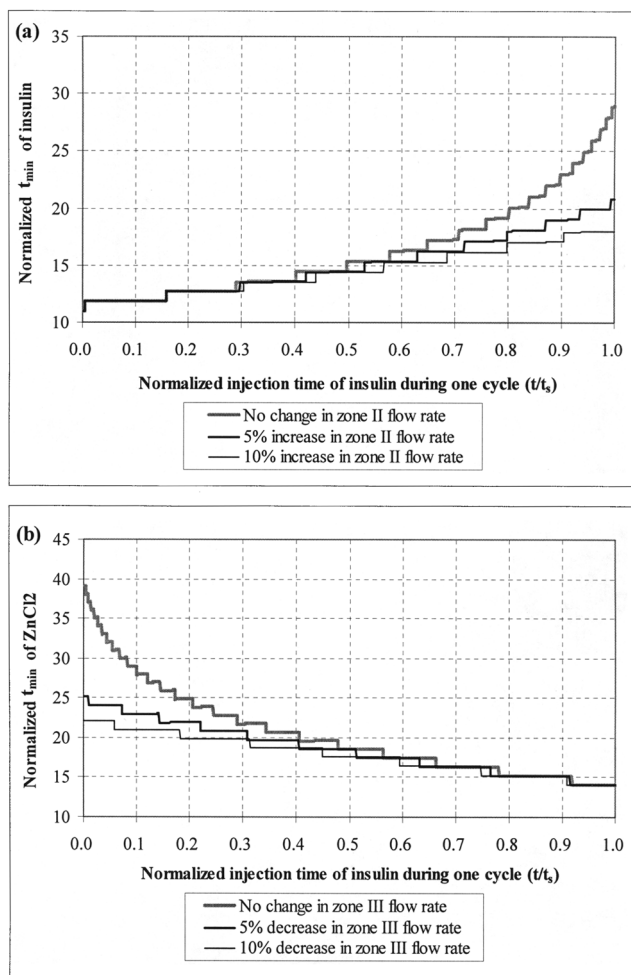 (a)
35
30
25
20
15
10
Normalized tmin of insulin
0.0 0.1 0.2 0.3 0.4 0.5 0.6 0.7 0.8 0.9 1.0
Normalized injection time of insulin during one cycle (t/ts)
No change in zone II flow rate
5% increase in zone II flow rate
10% increase in zone II flow rate
(b)
45
40
35
30
25
20
15
10
Normalized tmin of ZnCl2
0.0 0.1 0.2 0.3 0.4 0.5 0.6 0.7 0.8 0.9 1.0
Normalized injection time of insulin during one cycle (t/ts)
No change in zone III flow rate
5% decrease in zone III flow rate
10% decrease in zone III flow rate